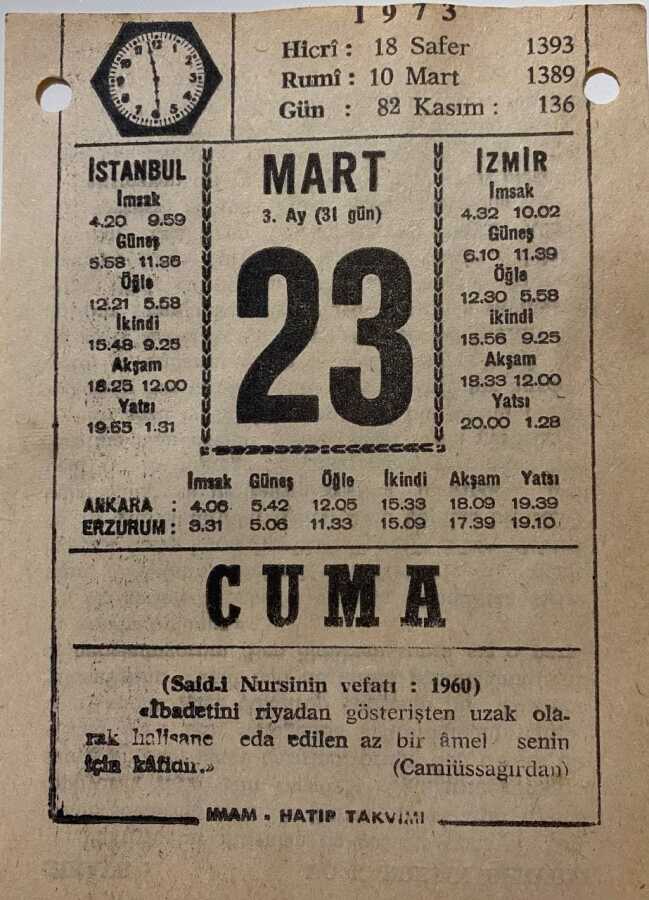 1973
Hicrî : 18 Safer 1393
Rumî : 10 Mart 1389
Gün : 82 Kasım : 136
İSTANBUL
İmsak
4.20 9.59
Güneş
5.58 11.36
Öğle
12.21 5.58
İkindi
15.48 9.25
Akşam
18.25 12.00
Yatsı
19.55 1.31
MART
3. Ay (31 gün)
23
İZMİR
İmsak
4.32 10.02
Güneş
6.10 11.39
Öğle
12.30 5.58
ikindi
15.56 9.25
Akşam
18.33 12.00
Yatsı
20.00 1.28
İmsak Güneş Öğle İkindi Akşam Yatsı
ANKARA : 4.06 5.42 12.05 15.33 18.09 19.39
ERZURUM : 3.31 5.06 11.33 15.09 17.39 19.10
CUMA
(Said-i Nursinin vefatı : 1960)
«İbadetini riyadan gösterişten uzak ola-
rak halisane eda edilen az bir âmel senin
için kâfidir.» (Camiüssağırdan)
İMAM - HATİP TAKVİMİ